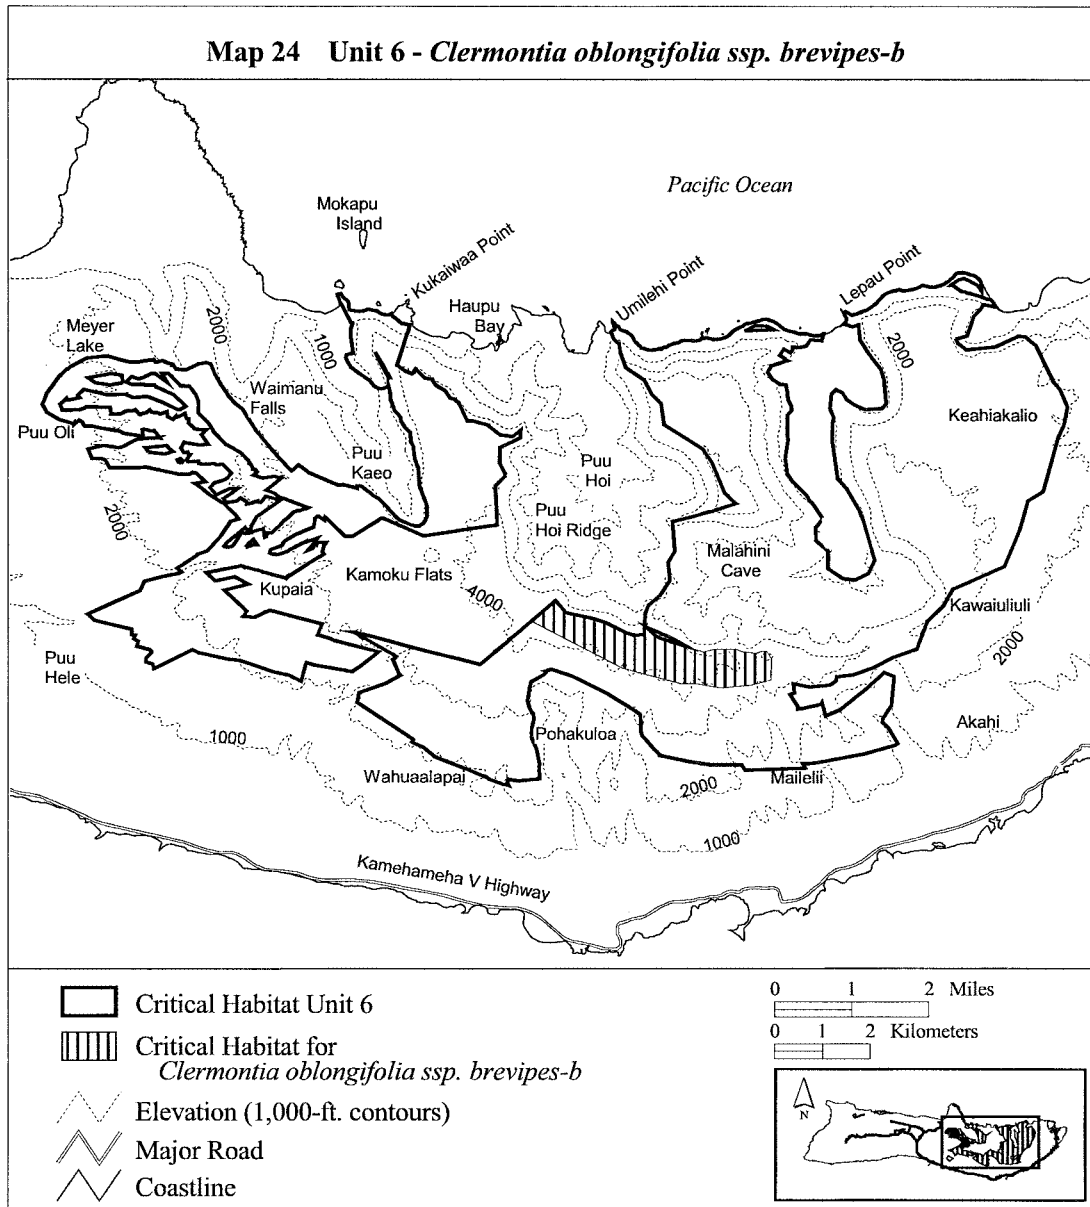 Map 24 Unit 6 - Clermontia oblongifolia ssp. brevipes-b
Pacific Ocean
Mokapu
Island
Kukaiwaa Point
Haupu
Bay
Umilehi Point
Lepau Point
Meyer
Lake
2000
1000
2000
Waimanu
Falls
Keahiakalio
Puu Oli
Puu
Kaeo
Puu
Hoi
2000
Puu
Hoi Ridge
Malahini
Cave
Kupaia
Kamoku Flats
4000
Kawaiuliuli
2000
Puu
Hele
1000
Pohakuloa
Akahi
Wahuaalapai
2000
Mailelii
1000
Kamehameha V Highway
Critical Habitat Unit 6
Critical Habitat for
Clermontia oblongifolia ssp. brevipes-b
Elevation (1,000-ft. contours)
Major Road
Coastline
0 1 2 Miles
0 1 2 Kilometers
N